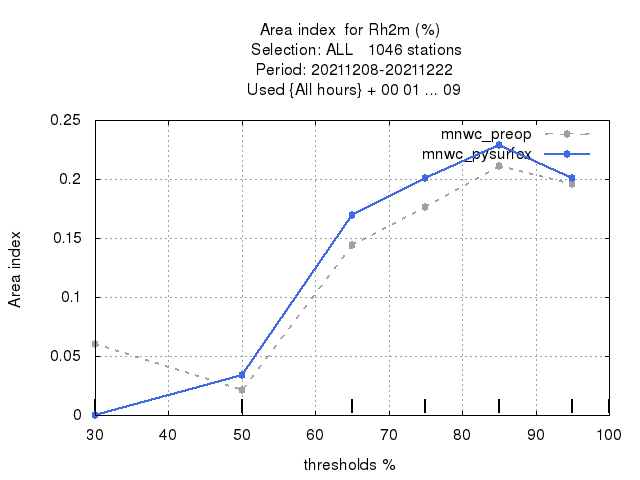 Area index  for Rh2m (%)
Selection: ALL   1046 stations
Period: 20211208-20211222
Used {All hours} + 00 01 ... 09
mnwc_preop
mnwc_pysurfex
Area index
0.25
0.2
0.15
0.1
0.05
0
30 40 50 60 70 80 90 100
thresholds %